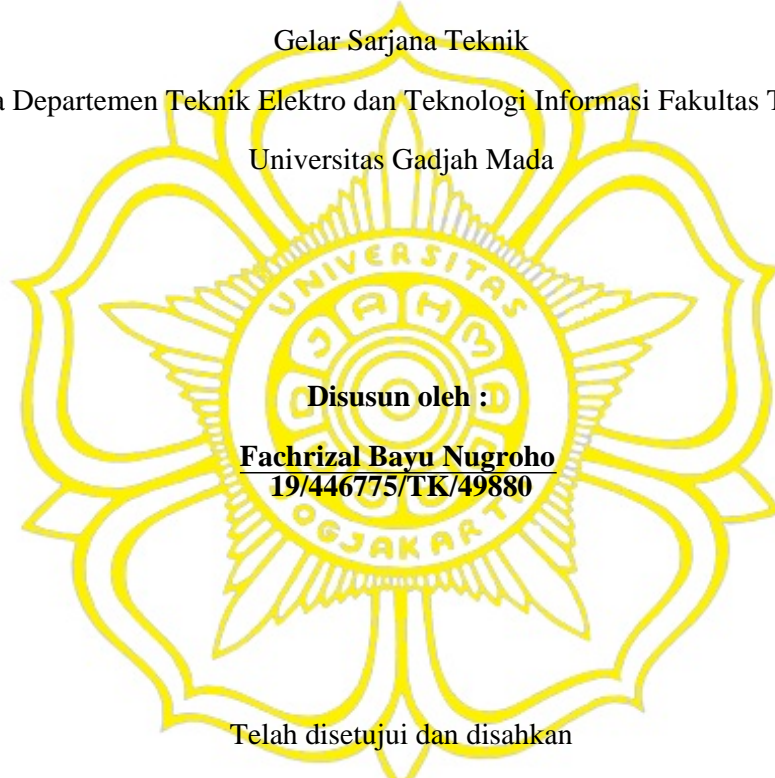 Gelar Sarjana Teknik
Departemen Teknik Elektro dan Teknologi Informasi Fakultas
Universitas Gadjah Mada
UNIVERSITAS
Disusun oleh :
Fachrizal Bayu Nugroho
19/446775/TK/49880
Telah disetujui dan disahkan